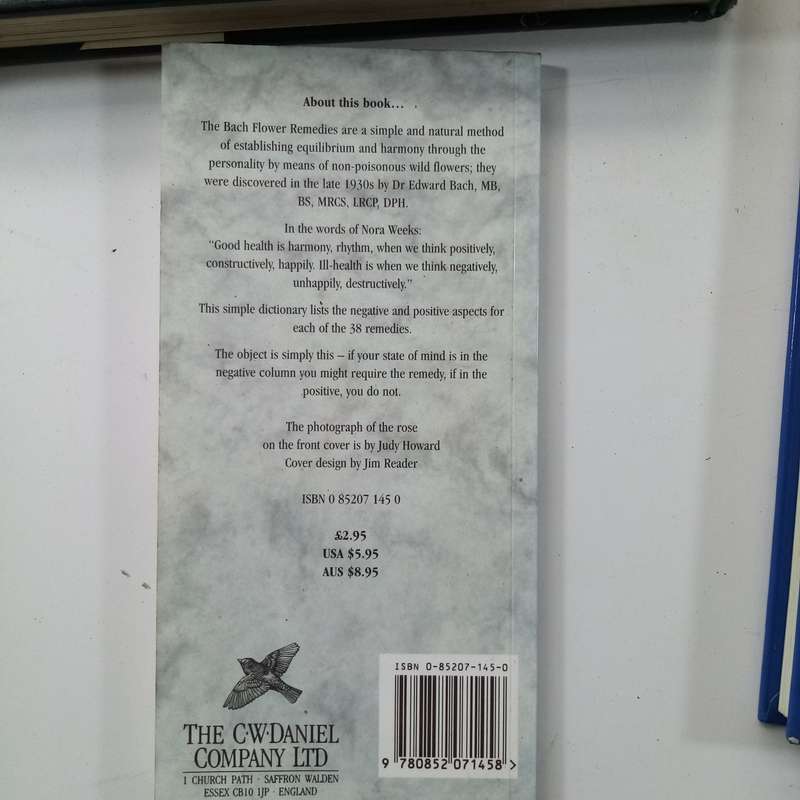 About this book...
The Bach Flower Remedies are a simple and natural method
of establishing equilibrium and harmony through the
personality by means of non-poisonous wild flowers; they
were discovered in the late 1930s by Dr Edward Bach, MB,
BS, MRCS, LRCP, DPH.
In the words of Nora Weeks:
"Good health is harmony, rhythm, when we think positively,
constructively, happily. Ill-health is when we think negatively,
unhappily, destructively."
This simple dictionary lists the negative and positive aspects for
each of the 38 remedies.
The object is simply this – if your state of mind is in the
negative column you might require the remedy, if in the
positive, you do not.
The photograph of the rose
on the front cover is by Judy Howard
Cover design by Jim Reader
ISBN 0 85207 145 0
£2.95
USA $5.95
AUS $8.95
THE C·W·DANIEL
COMPANY LTD
1 CHURCH PATH · SAFFRON WALDEN
ESSEX CB10 1JP · ENGLAND
ISBN 0-85207-145-0
9 780852 071458 >